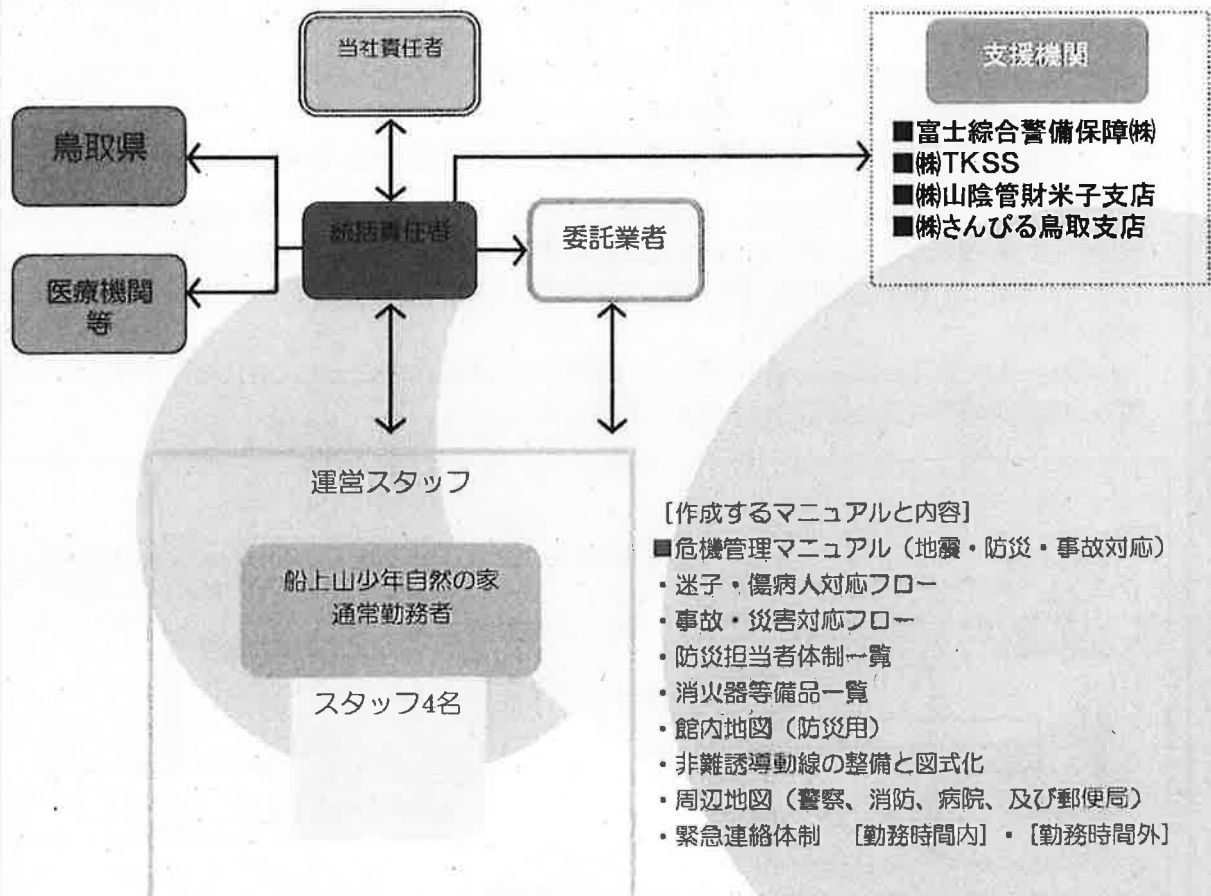 当社責任者
支援機関
■富士綜合警備保障㈱
■㈱TKSS
■㈱山陰管財米子支店
■㈱さんびる鳥取支店
鳥取県
統括責任者
委託業者
医療機関
等
運営スタッフ
船上山少年自然の家
通常勤務者
スタッフ4名
[作成するマニュアルと内容]
■危機管理マニュアル（地震・防災・事故対応）
・迷子・傷病人対応フロー
・事故・災害対応フロー
・防災担当者体制一覧
・消火器等備品一覧
・館内地図（防災用）
・非難誘導動線の整備と図式化
・周辺地図（警察、消防、病院、及び郵便局）
・緊急連絡体制　[勤務時間内]・[勤務時間外]